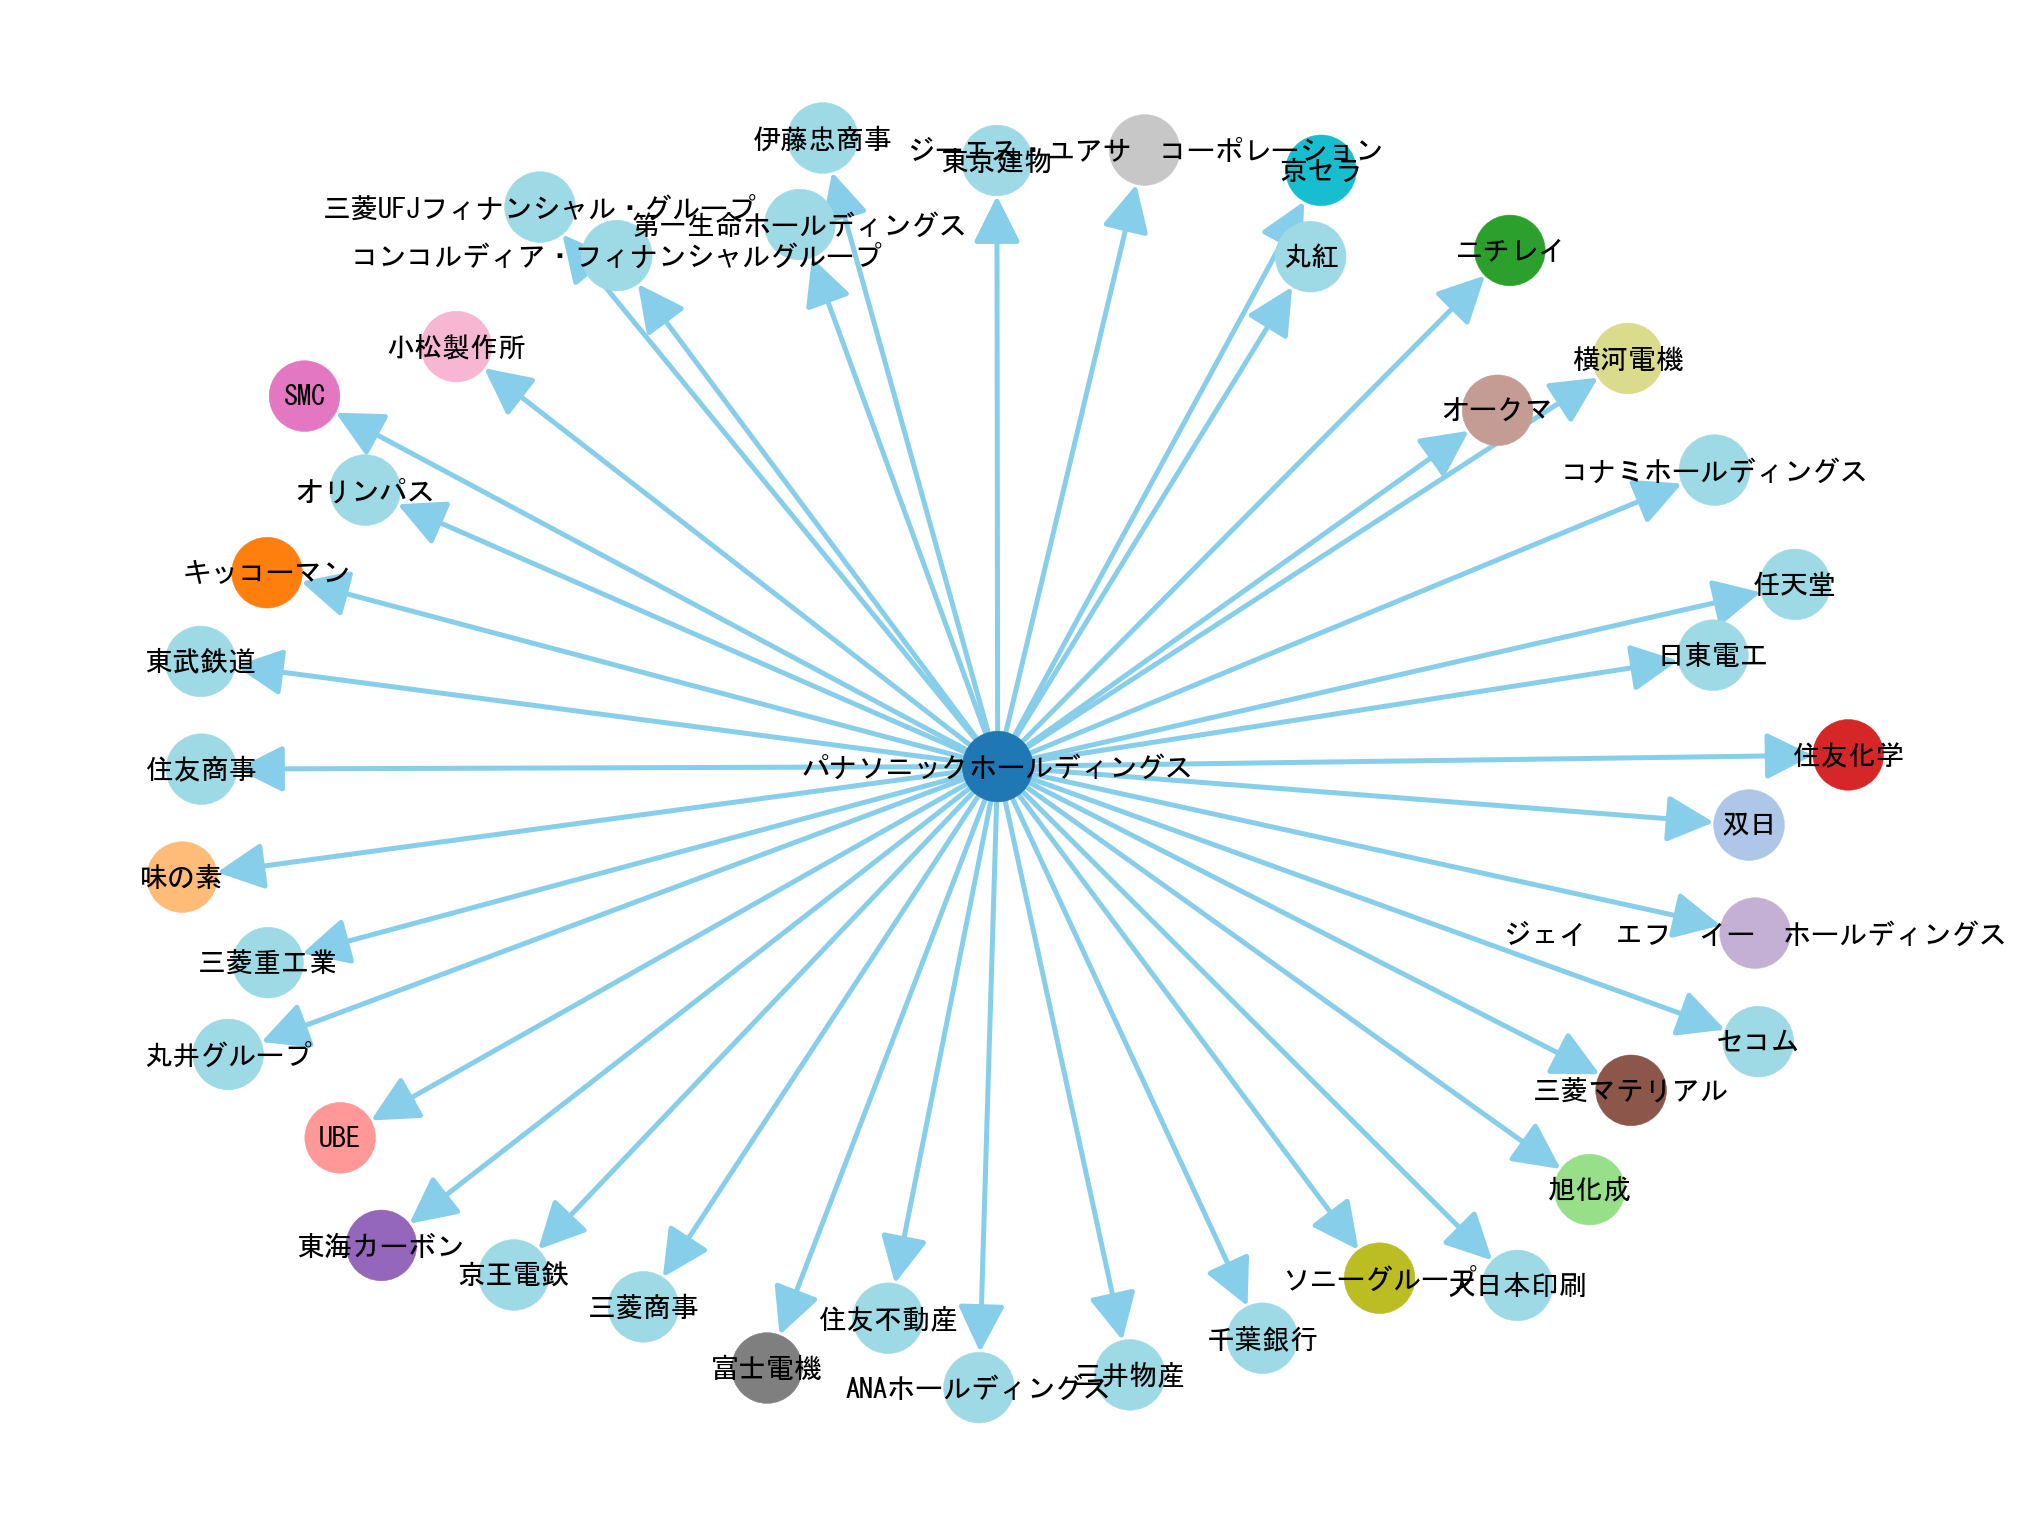 伊藤忠商事
ジーエス・ユアサ　コーポレーション
東京建物
京セラ
三菱UFJフィナンシャル・グループ
第一生命ホールディングス
コンコルディア・フィナンシャルグループ
丸紅
ニチレイ
小松製作所
横河電機
SMC
オークマ
コナミホールディングス
オリンパス
キッコーマン
任天堂
東武鉄道
日東電工
住友商事
パナソニックホールディングス
住友化学
双日
味の素
ジェイ　エフ　イー　ホールディングス
三菱重工業
セコム
丸井グループ
三菱マテリアル
UBE
旭化成
東海カーボン
京王電鉄
ソニーグループ
大日本印刷
三菱商事
住友不動産
千葉銀行
富士電機
ANAホールディングス
三井物産